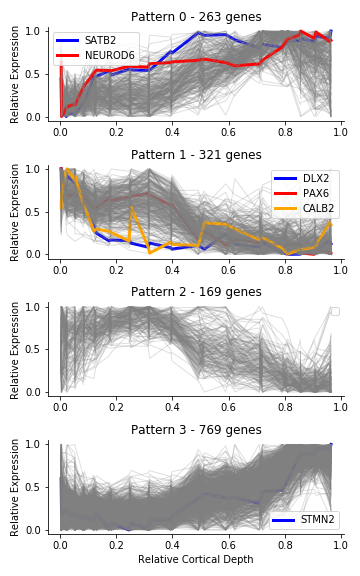 Pattern 0 - 263 genes
1.0
0.5
0.0
Relative Expression
SATB2
NEUROD6
0.0 0.2 0.4 0.6 0.8 1.0
Pattern 1 - 321 genes
1.0
0.5
0.0
Relative Expression
DLX2
PAX6
CALB2
0.0 0.2 0.4 0.6 0.8 1.0
Pattern 2 - 169 genes
1.0
0.5
0.0
Relative Expression
0.0 0.2 0.4 0.6 0.8 1.0
Pattern 3 - 769 genes
1.0
0.5
0.0
Relative Expression
STMN2
0.0 0.2 0.4 0.6 0.8 1.0
Relative Cortical Depth